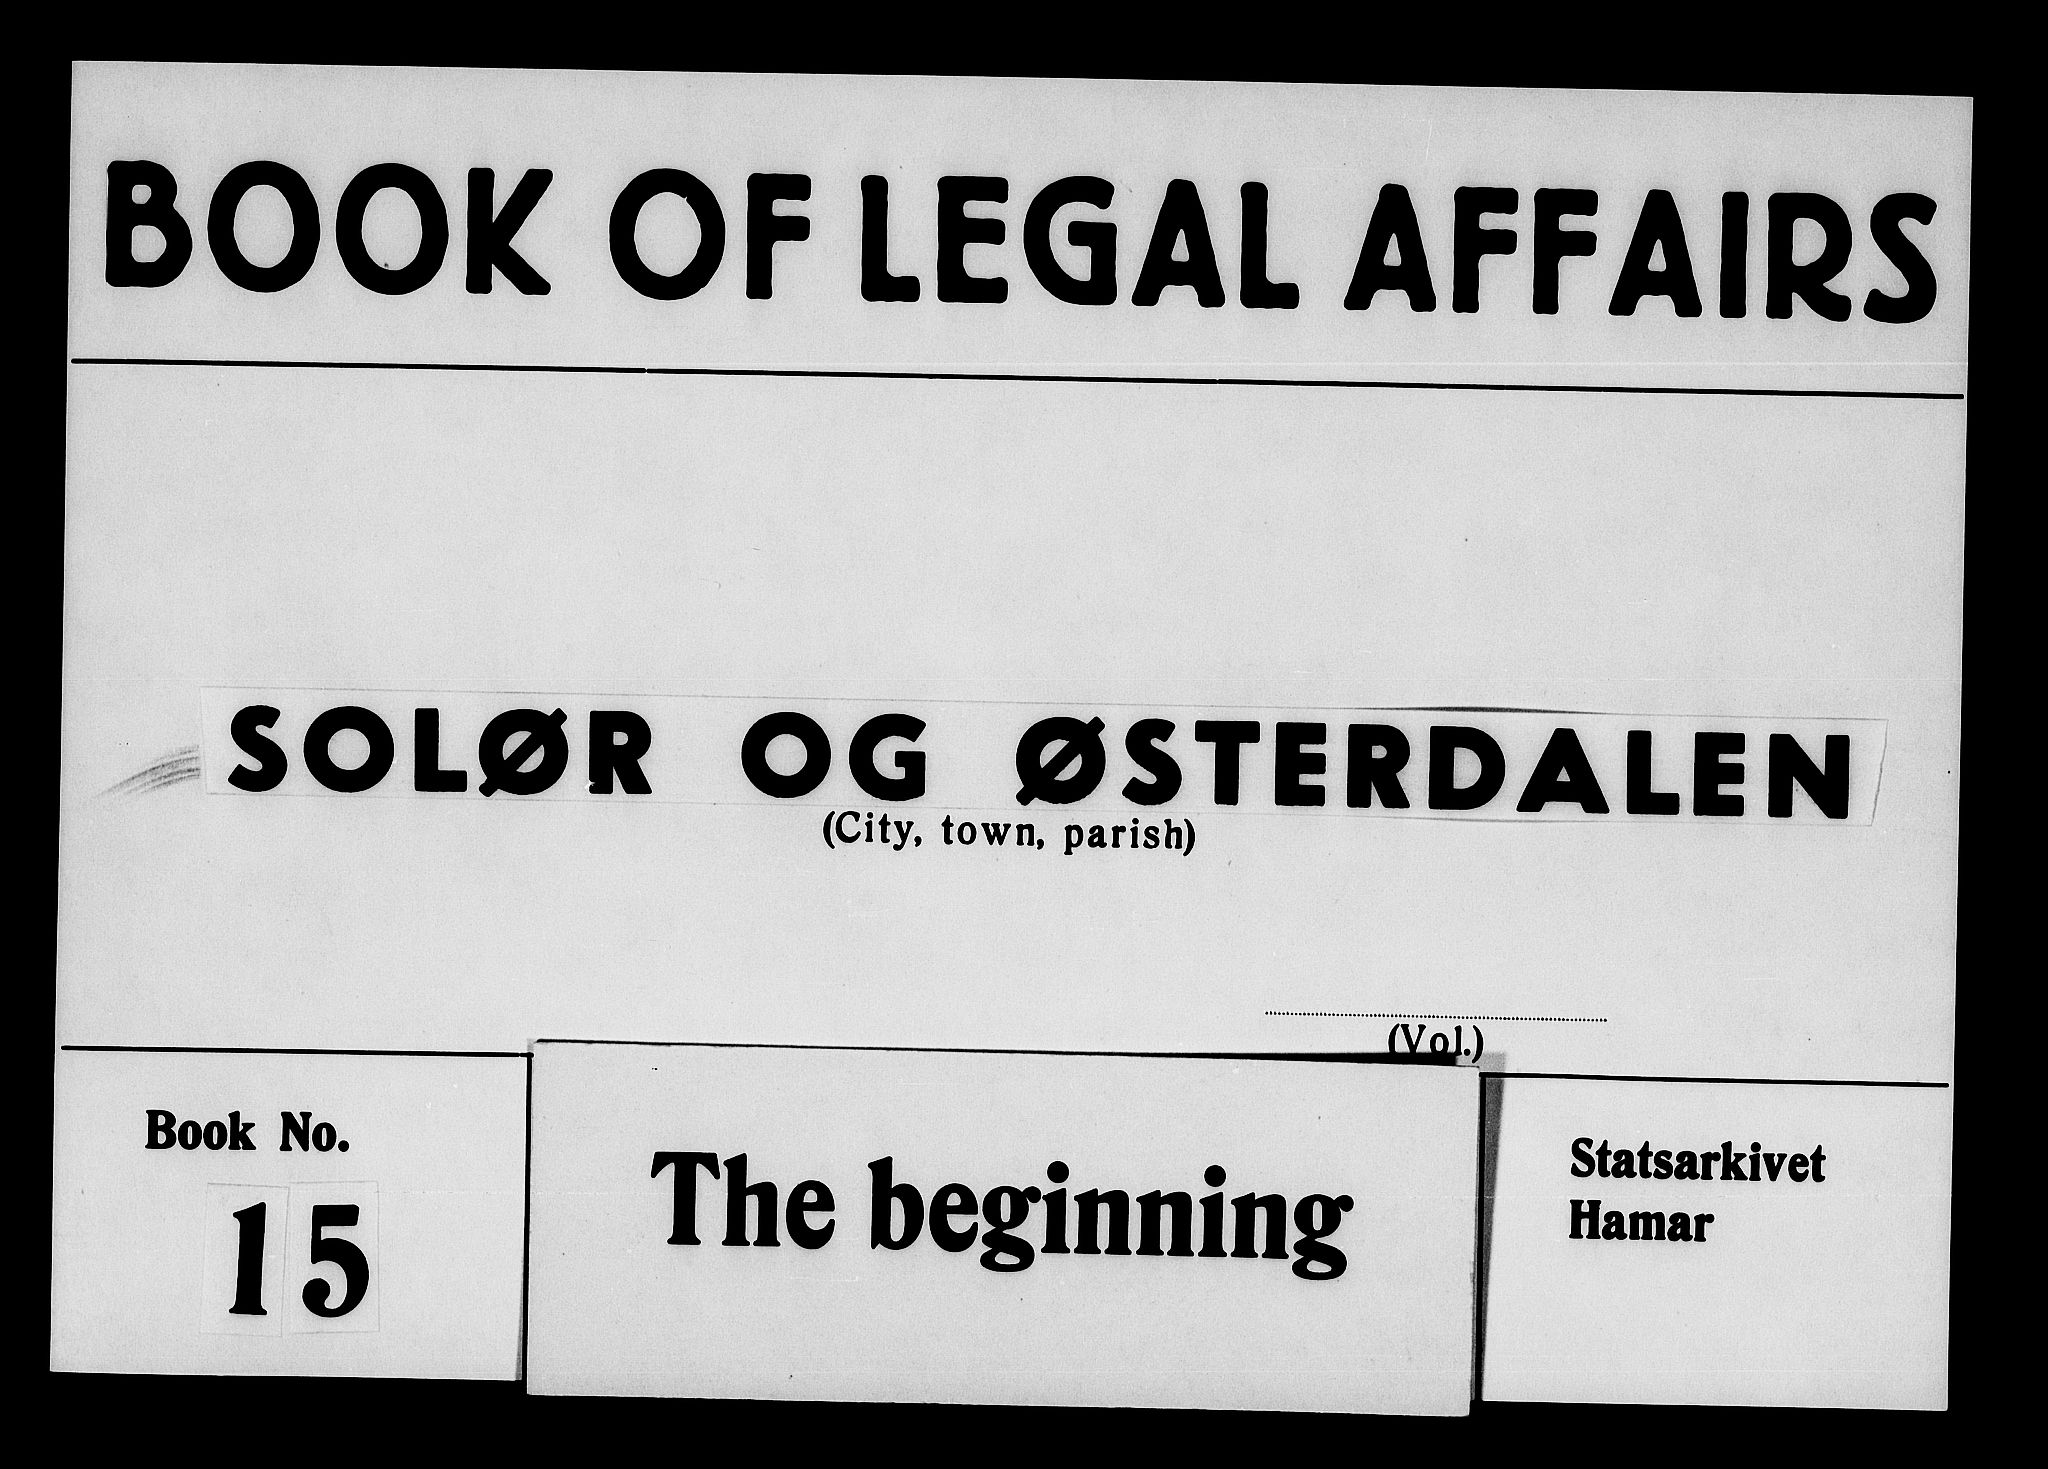 BOOK OF LEGAL AFFAIRS
SOLØR OG ØSTERDALEN
(City, town, parish)
(Vol.)
Book No.
15
The beginning
Statsarkivet
Hamar